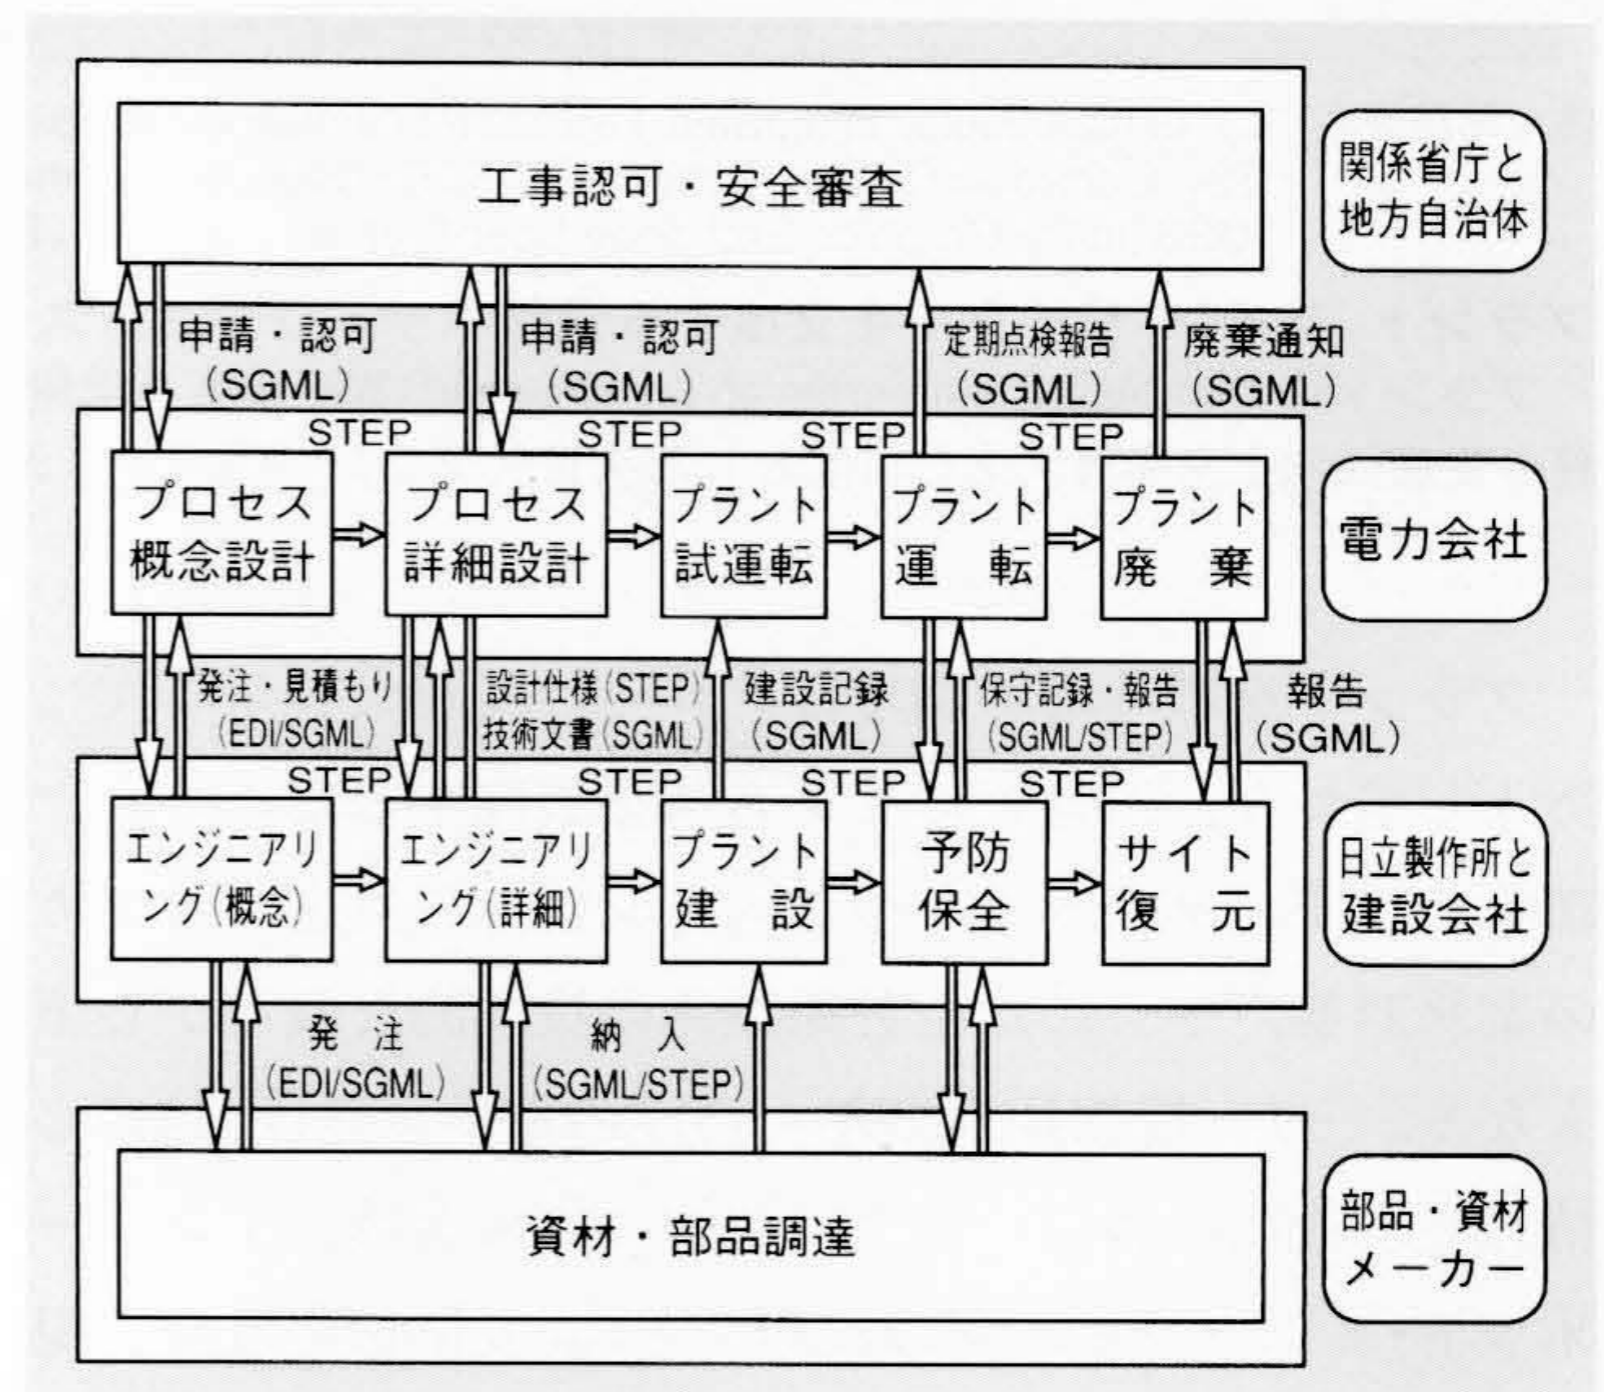 工事認可・安全審査
関係省庁と
地方自治体
申請・認可
(SGML)
申請・認可
(SGML)
定期点検報告
(SGML)
廃棄通知
(SGML)
STEP
STEP
STEP
STEP
プロセス
概念設計
プロセス
詳細設計
プラント
試運転
プラント
運転
プラント
廃棄
電力会社
発注・見積もり
(EDI/SGML)
設計仕様(STEP)
技術文書(SGML)
建設記録
(SGML)
保守記録・報告
(SGML/STEP)
報告
(SGML)
STEP
STEP
STEP
STEP
エンジニアリ
ング(概念)
エンジニアリ
ング(詳細)
プラント
建設
予防
保全
サイト
復元
日立製作所と
建設会社
発注
(EDI/SGML)
納入
(SGML/STEP)
資材・部品調達
部品・資材
メーカー